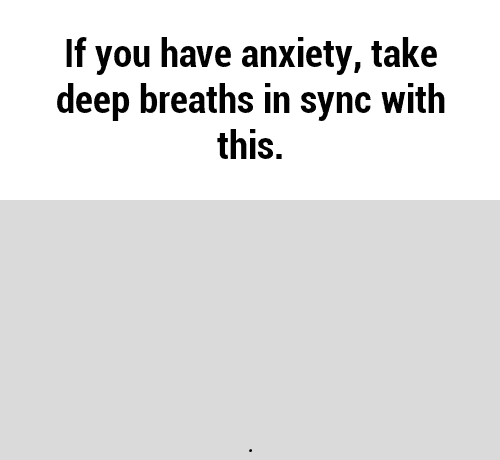 If you have anxiety, take
deep breaths in sync with
this.